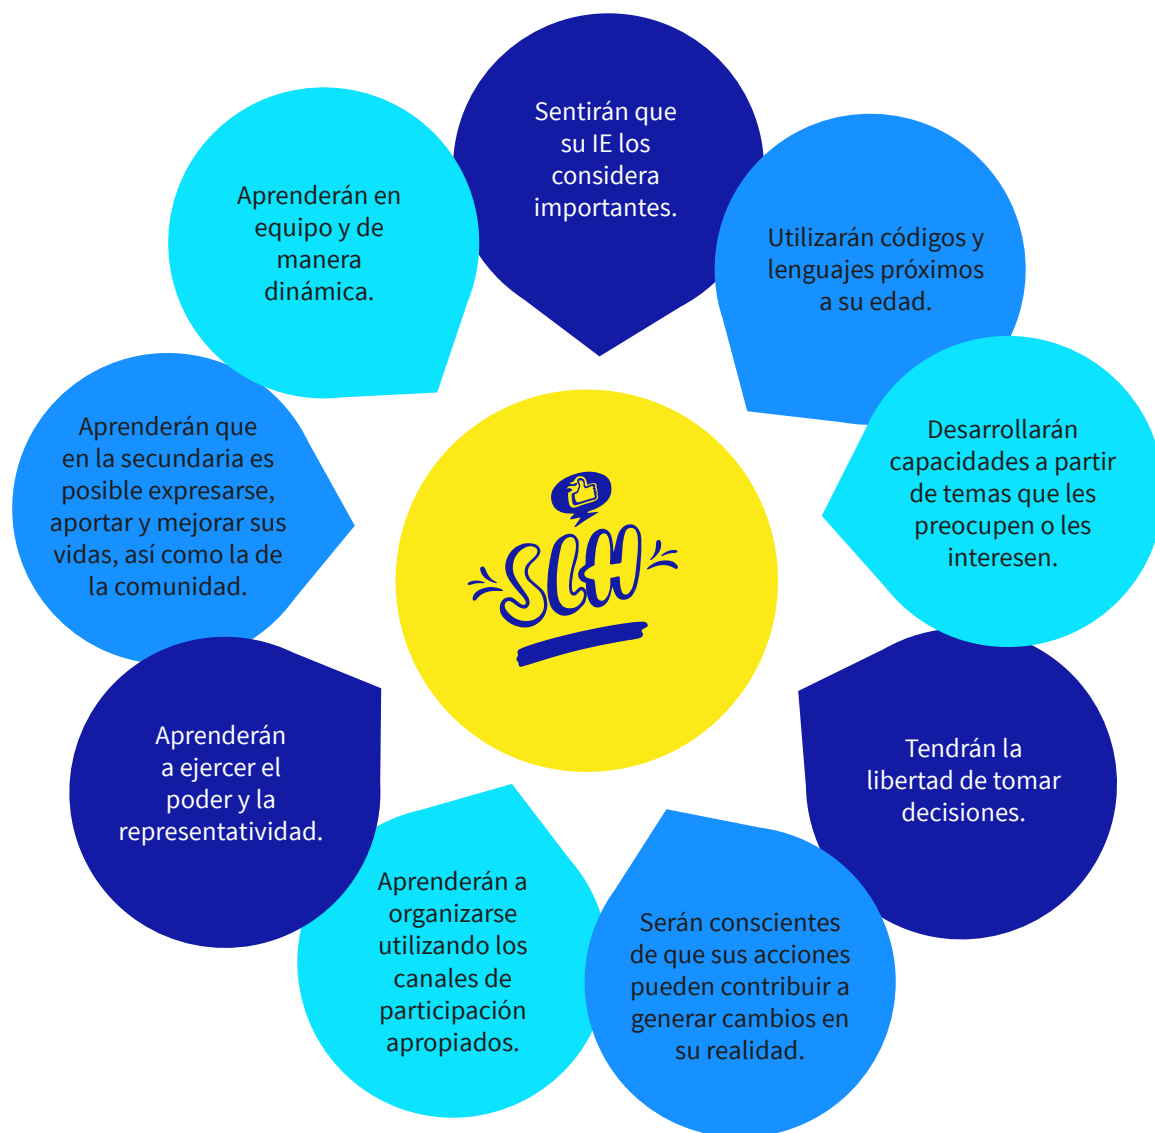 Sentirán que
su IE los
considera
importantes.
Utilizarán códigos y
lenguajes próximos
a su edad.
Desarrollarán
capacidades a partir
de temas que les
preocupen o les
interesen.
Tendrán la
libertad de tomar
decisiones.
Serán conscientes
de que sus acciones
pueden contribuir a
generar cambios en
su realidad.
Aprenderán a
organizarse
utilizando los
canales de
participación
apropiados.
Aprenderán
a ejercer el
poder y la
representatividad.
Aprenderán que
en la secundaria es
posible expresarse,
aportar y mejorar sus
vidas, así como la de
la comunidad.
Aprenderán en
equipo y de
manera
dinámica.
SLH